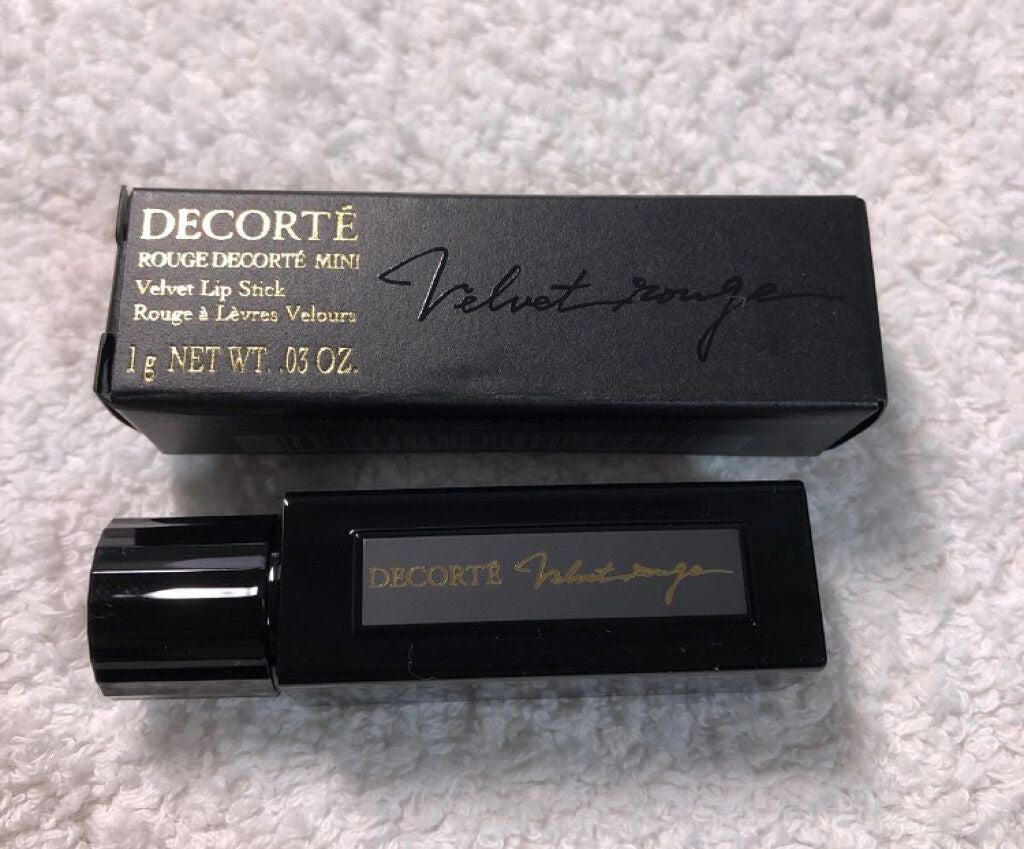 DECORTÉ
ROUGE DECORTÉ MINI
Velvet Lip Stick
Rouge à Lèvres Velours
1 g NET WT. .03 OZ.
Velvet rouge
DECORTÉ Velvet rouge